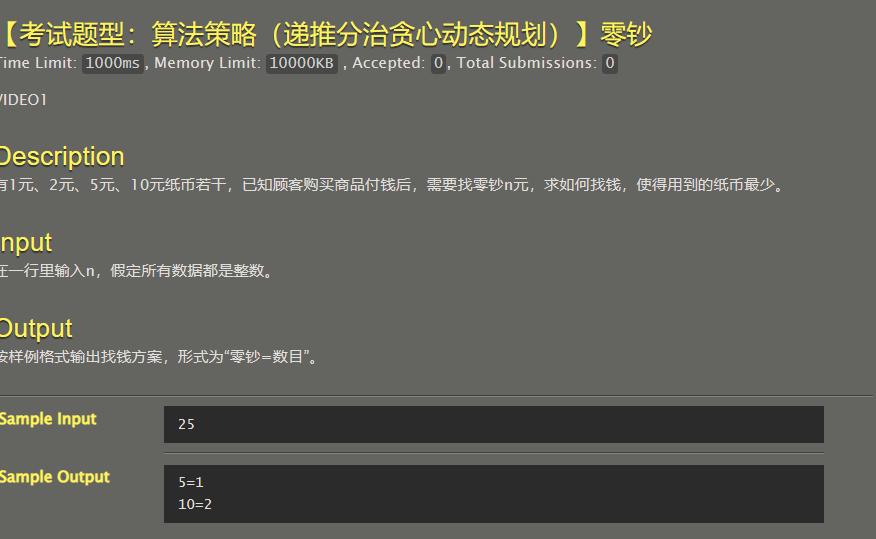 【考试题型：算法策略（递推分治贪心动态规划）】零钞
Time Limit: 1000ms, Memory Limit: 10000KB , Accepted: 0, Total Submissions: 0
VIDEO1
Description
有1元、2元、5元、10元纸币若干，已知顾客购买商品付钱后，需要找零钞n元，求如何找钱，使得用到的纸币最少。
Input
在一行里输入n，假定所有数据都是整数。
Output
按样例格式输出找钱方案，形式为“零钞=数目”。
Sample Input
25
Sample Output
5=1
10=2